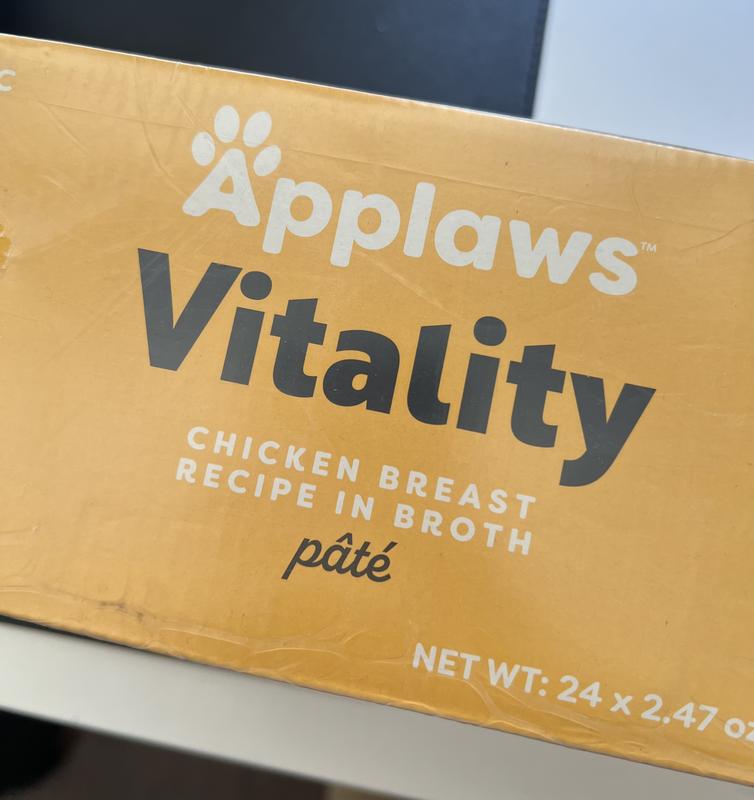 C
Applaws™
Vitality
CHICKEN BREAST
RECIPE IN BROTH
pâté
NET WT: 24 x 2.47 oz